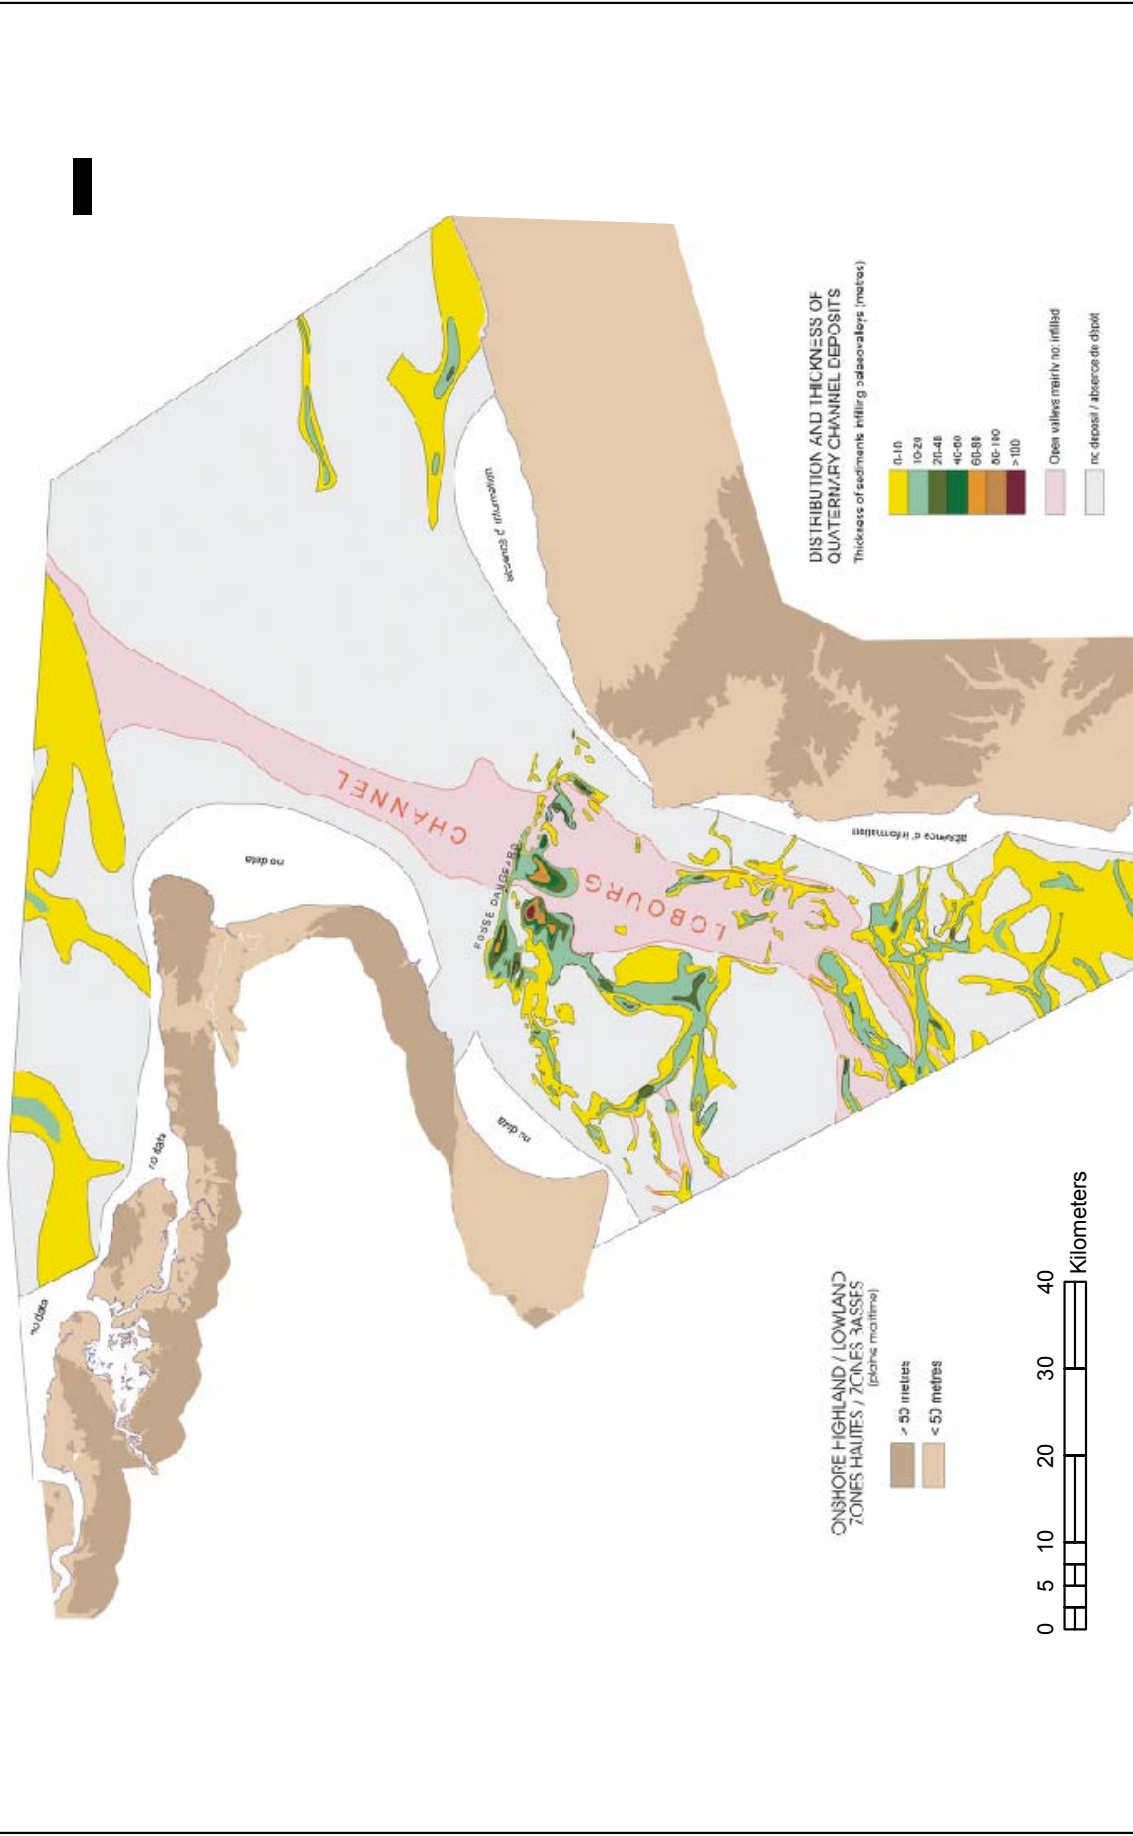 DISTRIBUTION AND THICKNESS OF
QUATERNARY CHANNEL DEPOSITS
Thickness of sediments infilling palaeovalleys (metres)
0-10
10-20
20-40
40-60
60-80
80-100
>100
Open valleys mainly not infilled
no deposit / absence de dépôt
CHANNEL
LOBOURG
FOSSE DANGEARD
no data
no data
no data
no data
absence d'information
absence d'information
ONSHORE HIGHLAND / LOWLAND
ZONES HAUTES / ZONES BASSES
(plaine maritime)
> 50 metres
< 50 metres
0 5 10 20 30 40
Kilometers